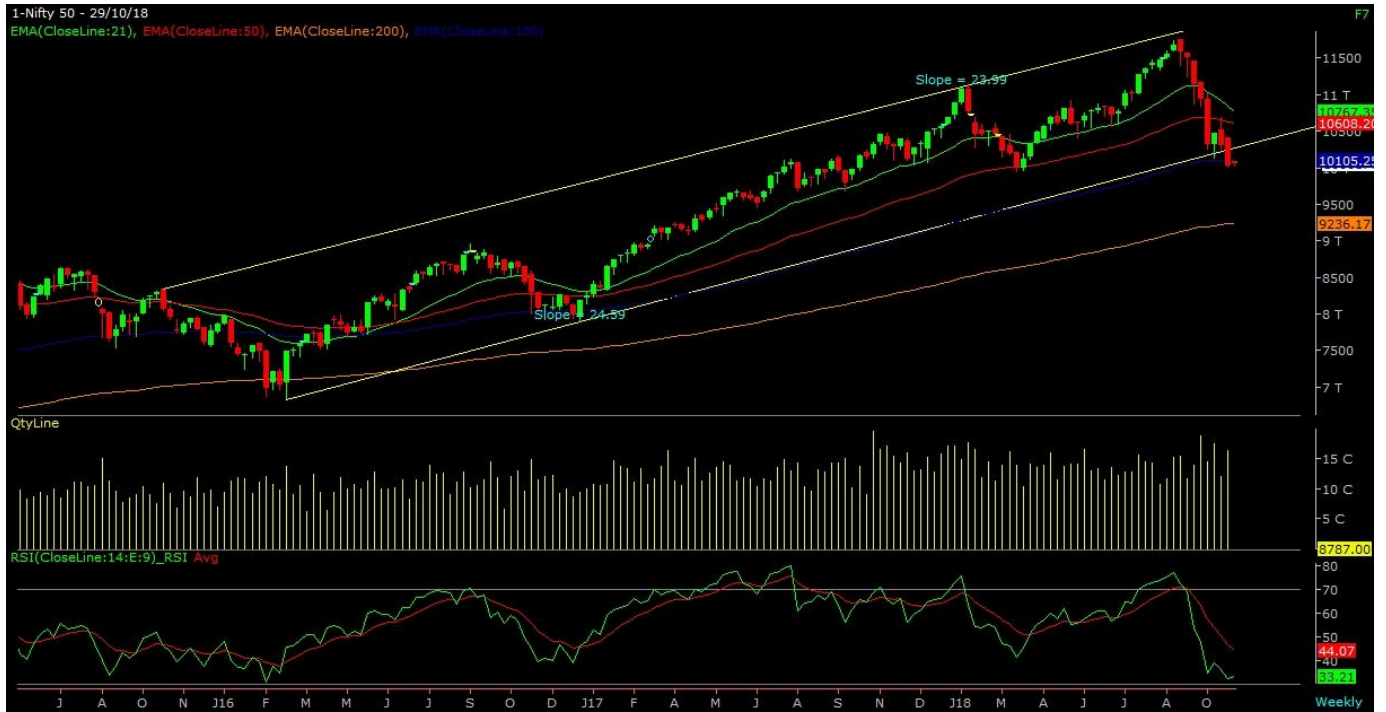 1-Nifty 50 - 29/10/18
F7
EMA(CloseLine:21), EMA(CloseLine:50), EMA(CloseLine:200), EMA(CloseLine:100)
11500
Slope = 23.99
11 T
10767.35
10608.20
10500
10105.25
9500
9236.17
9 T
8500
Slope = 24.59
8 T
7500
7 T
QtyLine
15 C
10 C
5 C
8787.00
RSI(CloseLine:14:E:9)_RSI Avg
80
70
60
50
44.07
40
33.21
J A O N J16 F M M J J S O D J17 F A M J J S O N D J18 F A M J J A O
Weekly